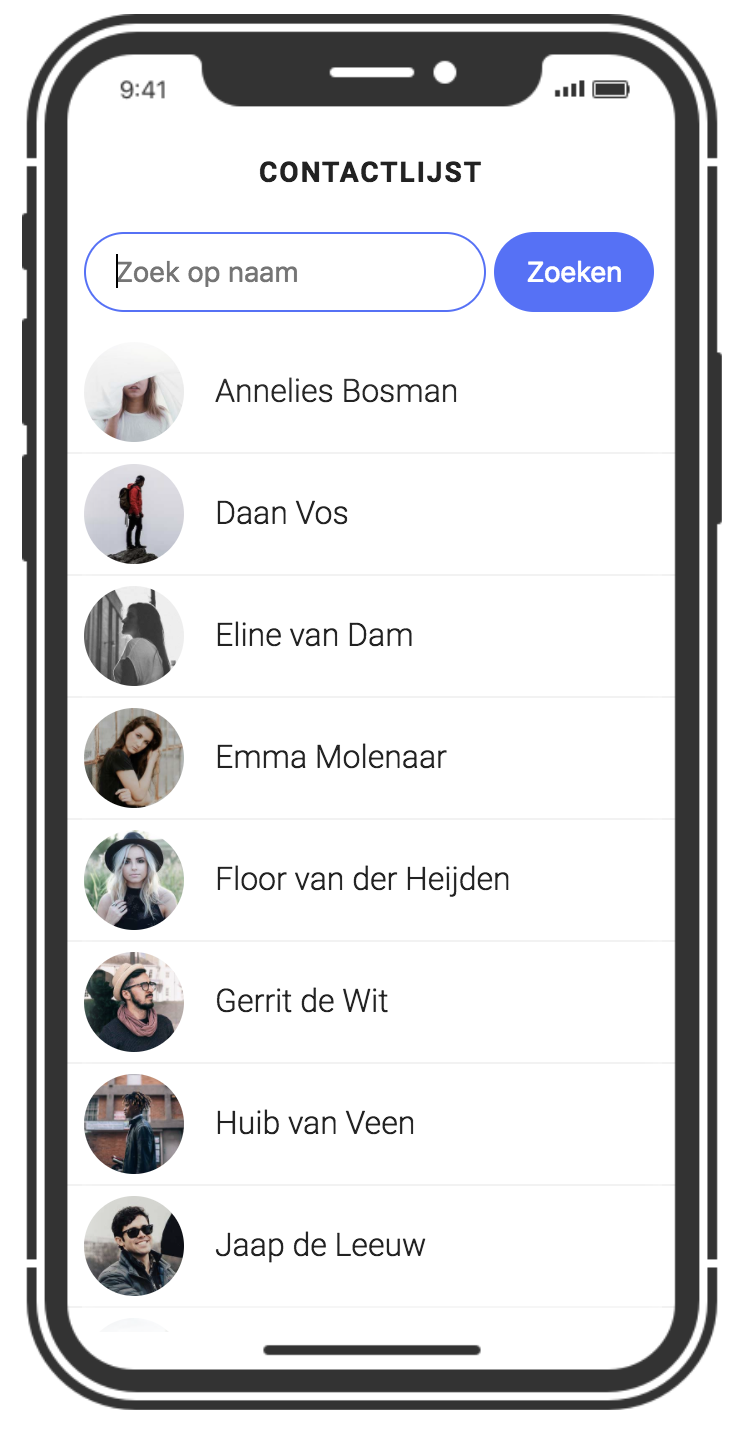 9:41
CONTACTLIJST
Zoek op naam
Zoeken
Annelies Bosman
Daan Vos
Eline van Dam
Emma Molenaar
Floor van der Heijden
Gerrit de Wit
Huib van Veen
Jaap de Leeuw